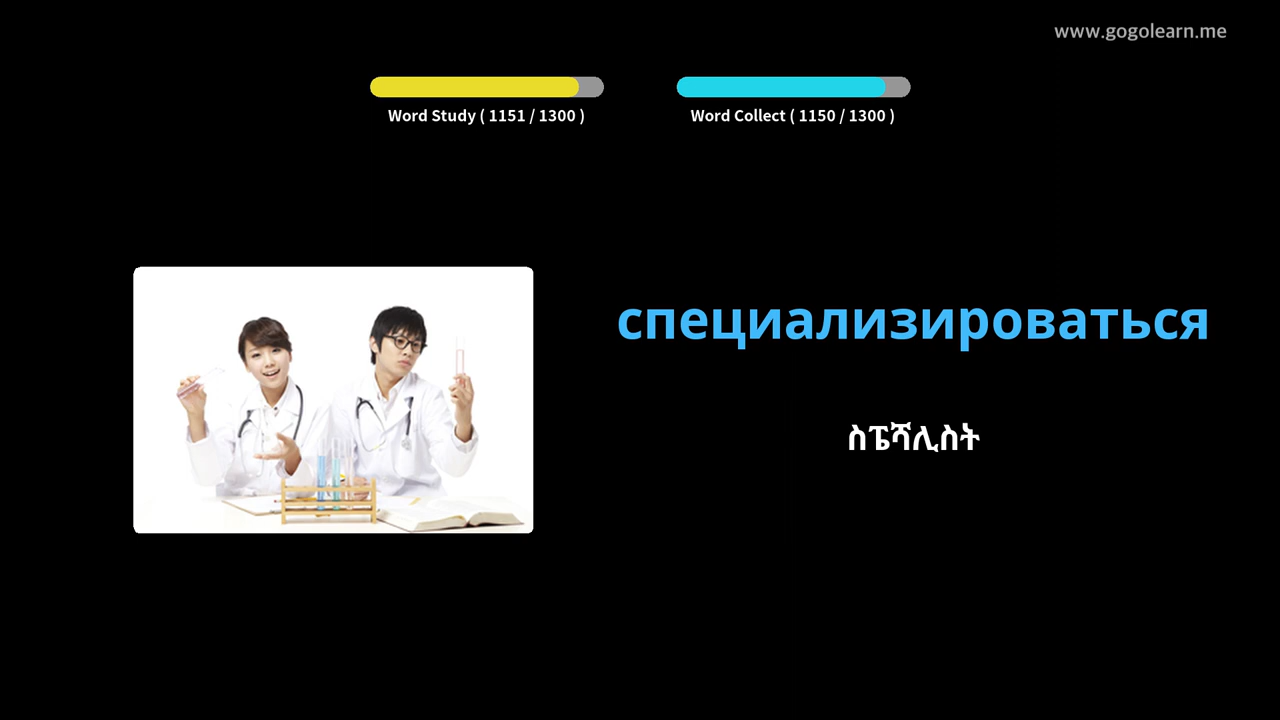 www.gogolearn.me
Word Study ( 1151 / 1300 )
Word Collect ( 1150 / 1300 )
специализироваться
ስፔሻሊስት